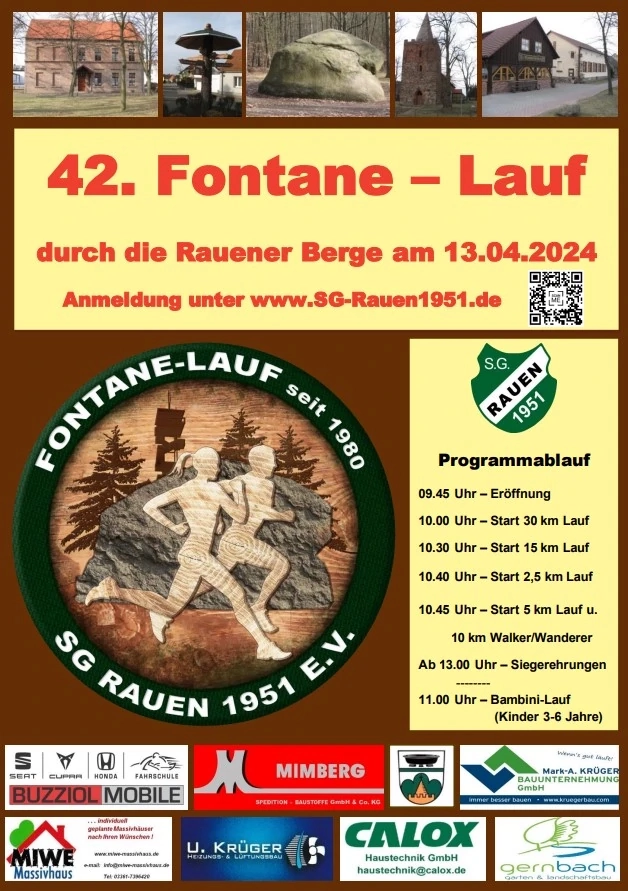 42. Fontane – Lauf
durch die Rauener Berge am 13.04.2024
Anmeldung unter www.SG-Rauen1951.de
FONTANE-LAUF seit 1980
SG RAUEN 1951 E.V.
S.G.
RAUEN
1951
Programmablauf
09.45 Uhr – Eröffnung
10.00 Uhr – Start 30 km Lauf
10.30 Uhr – Start 15 km Lauf
10.40 Uhr – Start 2,5 km Lauf
10.45 Uhr – Start 5 km Lauf u.
10 km Walker/Wanderer
Ab 13.00 Uhr – Siegerehrungen
--------
11.00 Uhr – Bambini-Lauf
(Kinder 3-6 Jahre)
SEAT CUPRA HONDA FAHRSCHULE
BUZZIOL MOBILE
MIMBERG
SPEDITION - BAUSTOFFE GmbH & Co. KG
Wenn's gut läuft!
Mark-A. KRÜGER
BAUUNTERNEHMUNG
GmbH
immer besser bauen • www.kruegerbau.com
. . . individuell
geplante Massivhäuser
nach Ihren Wünschen !
www.miwe-massivhaus.de
e-mail: info@miwe-massivhaus.de
Tel: 03361-7396420
MIWE
Massivhaus
U. KRÜGER
HEIZUNGS- & LÜFTUNGSBAU
CALOX
Haustechnik GmbH
haustechnik@calox.de
gernbach
garten & landschaftsbau